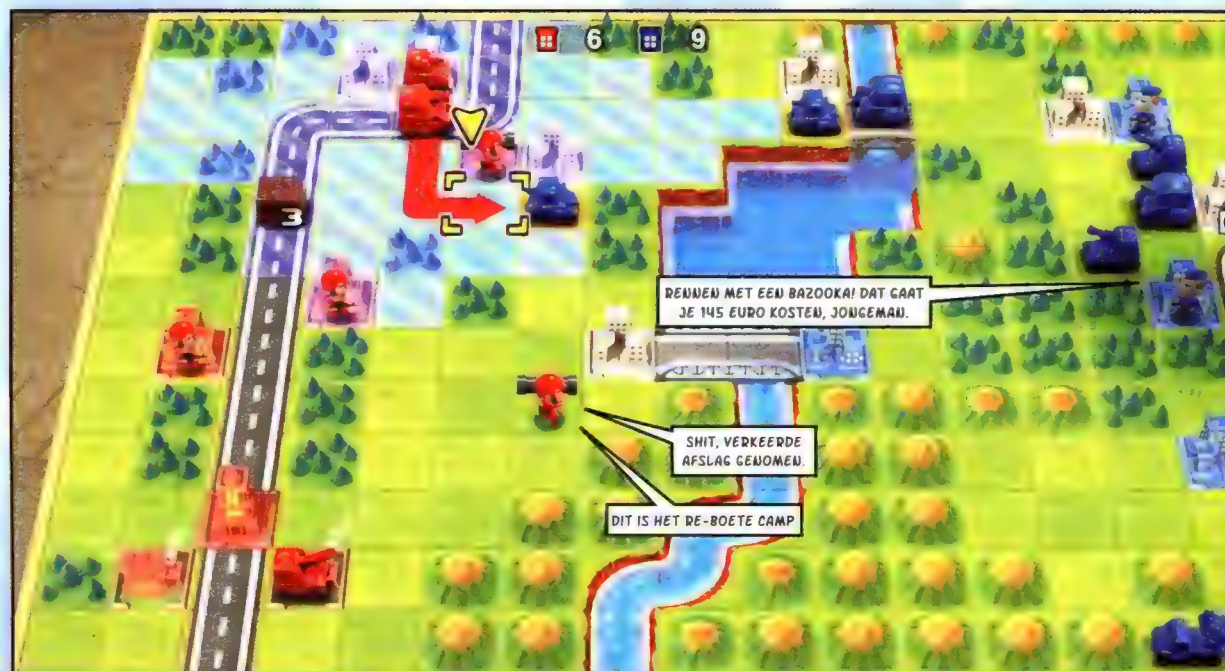 6 9
3
RENNEN MET EEN BAZOOKA! DAT GAAT
JE 145 EURO KOSTEN, JONGEMAN.
SHIT, VERKEERDE
AFSLAG GENOMEN.
DIT IS HET RE-BOETE CAMP